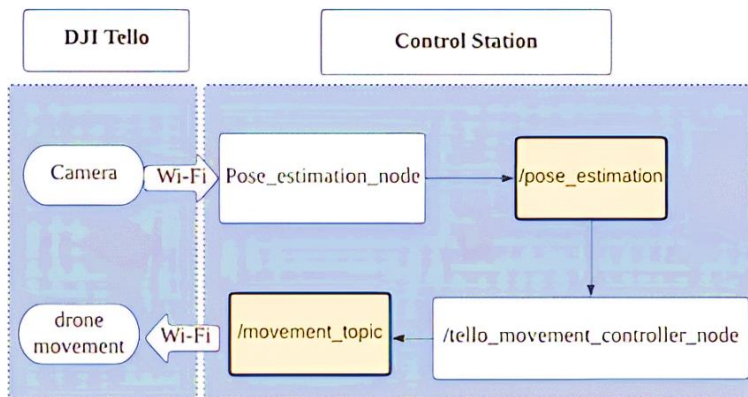 DJI Tello
Control Station
Camera
Wi-Fi
Pose_estimation_node
/pose_estimation
drone
movement
Wi-Fi
/movement_topic
/tello_movement_controller_node